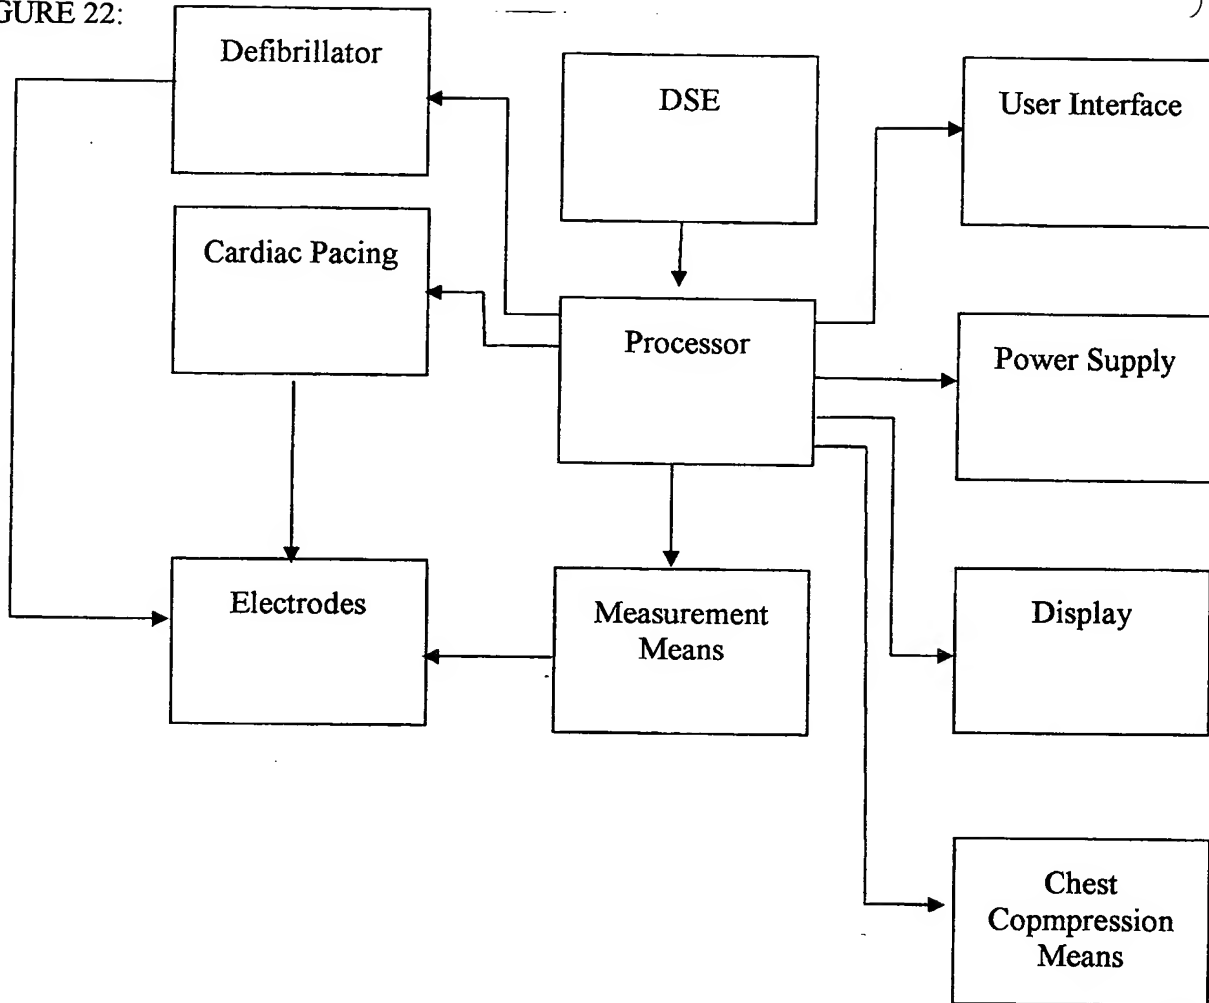 GURE 22:
Defibrillator
DSE
User Interface
Cardiac Pacing
Processor
Power Supply
Electrodes
Measurement
Means
Display
Chest
Copmpression
Means